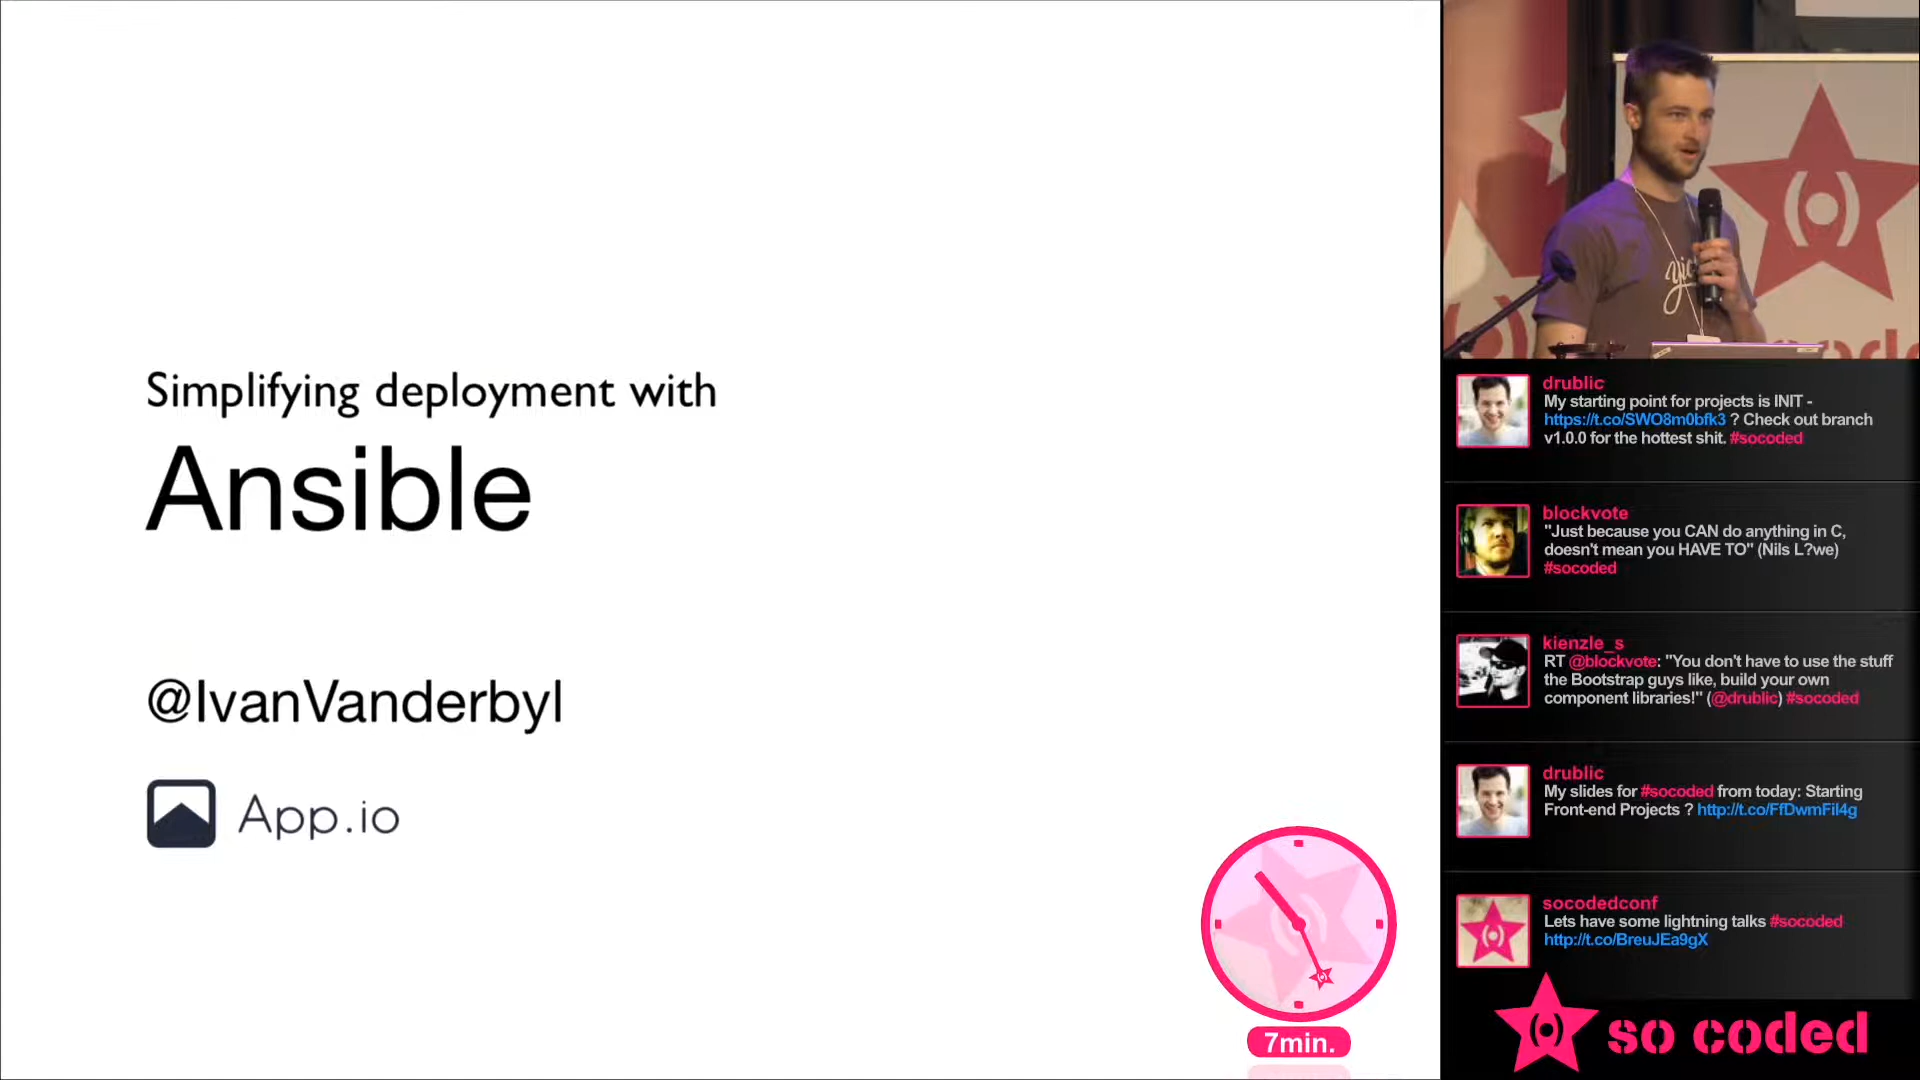 Simplifying deployment with
Ansible
@IvanVanderbyl
App.io
7min.
drublic
My starting point for projects is INIT -
https://t.co/SWO8m0bfk3 ? Check out branch
v1.0.0 for the hottest shit. #socoded
blockvote
"Just because you CAN do anything in C,
doesn't mean you HAVE TO" (Nils L?we)
#socoded
kienzle_s
RT @blockvote: "You don't have to use the stuff
the Bootstrap guys like, build your own
component libraries!" (@drublic) #socoded
drublic
My slides for #socoded from today: Starting
Front-end Projects ? http://t.co/FfDwmFil4g
socodedconf
Lets have some lightning talks #socoded
http://t.co/BreuJEa9gX
so coded